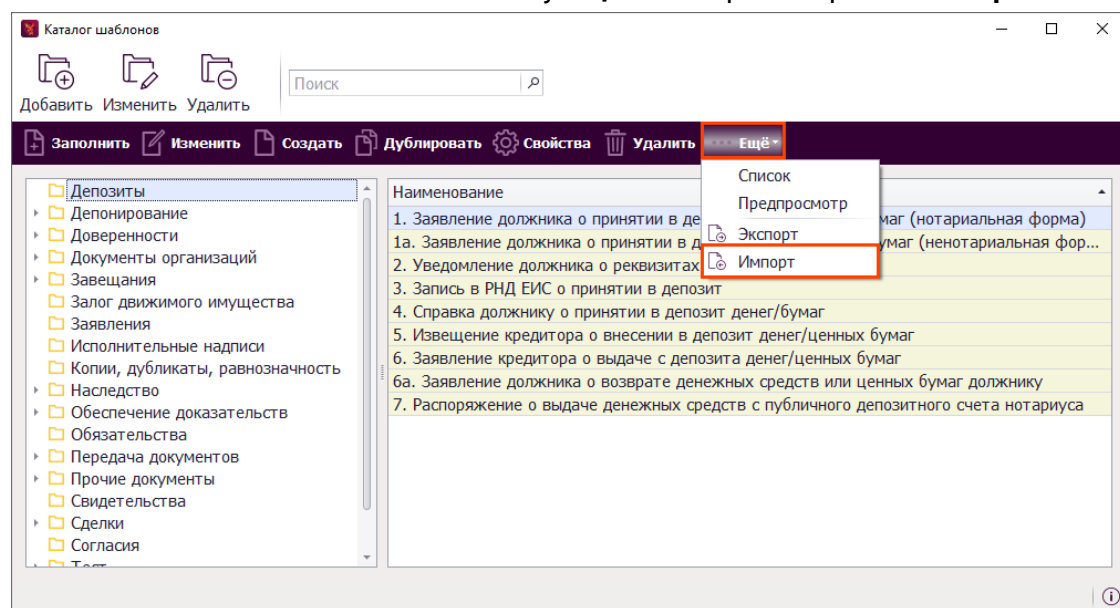 Каталог шаблонов
Добавить Изменить Удалить
Поиск
Заполнить Изменить Создать Дублировать Свойства Удалить Ещё
Список
Предпросмотр
Экспорт
Импорт
Депозиты
Депонирование
Доверенности
Документы организаций
Завещания
Залог движимого имущества
Заявления
Исполнительные надписи
Копии, дубликаты, равнозначность
Наследство
Обеспечение доказательств
Обязательства
Передача документов
Прочие документы
Свидетельства
Сделки
Согласия
Наименование
1. Заявление должника о принятии в де маг (нотариальная форма)
1а. Заявление должника о принятии в д умаг (ненотариальная фор...
2. Уведомление должника о реквизитах
3. Запись в РНД ЕИС о принятии в депозит
4. Справка должнику о принятии в депозит денег/бумаг
5. Извещение кредитора о внесении в депозит денег/ценных бумаг
6. Заявление кредитора о выдаче с депозита денег/ценных бумаг
6а. Заявление должника о возврате денежных средств или ценных бумаг должнику
7. Распоряжение о выдаче денежных средств с публичного депозитного счета нотариуса